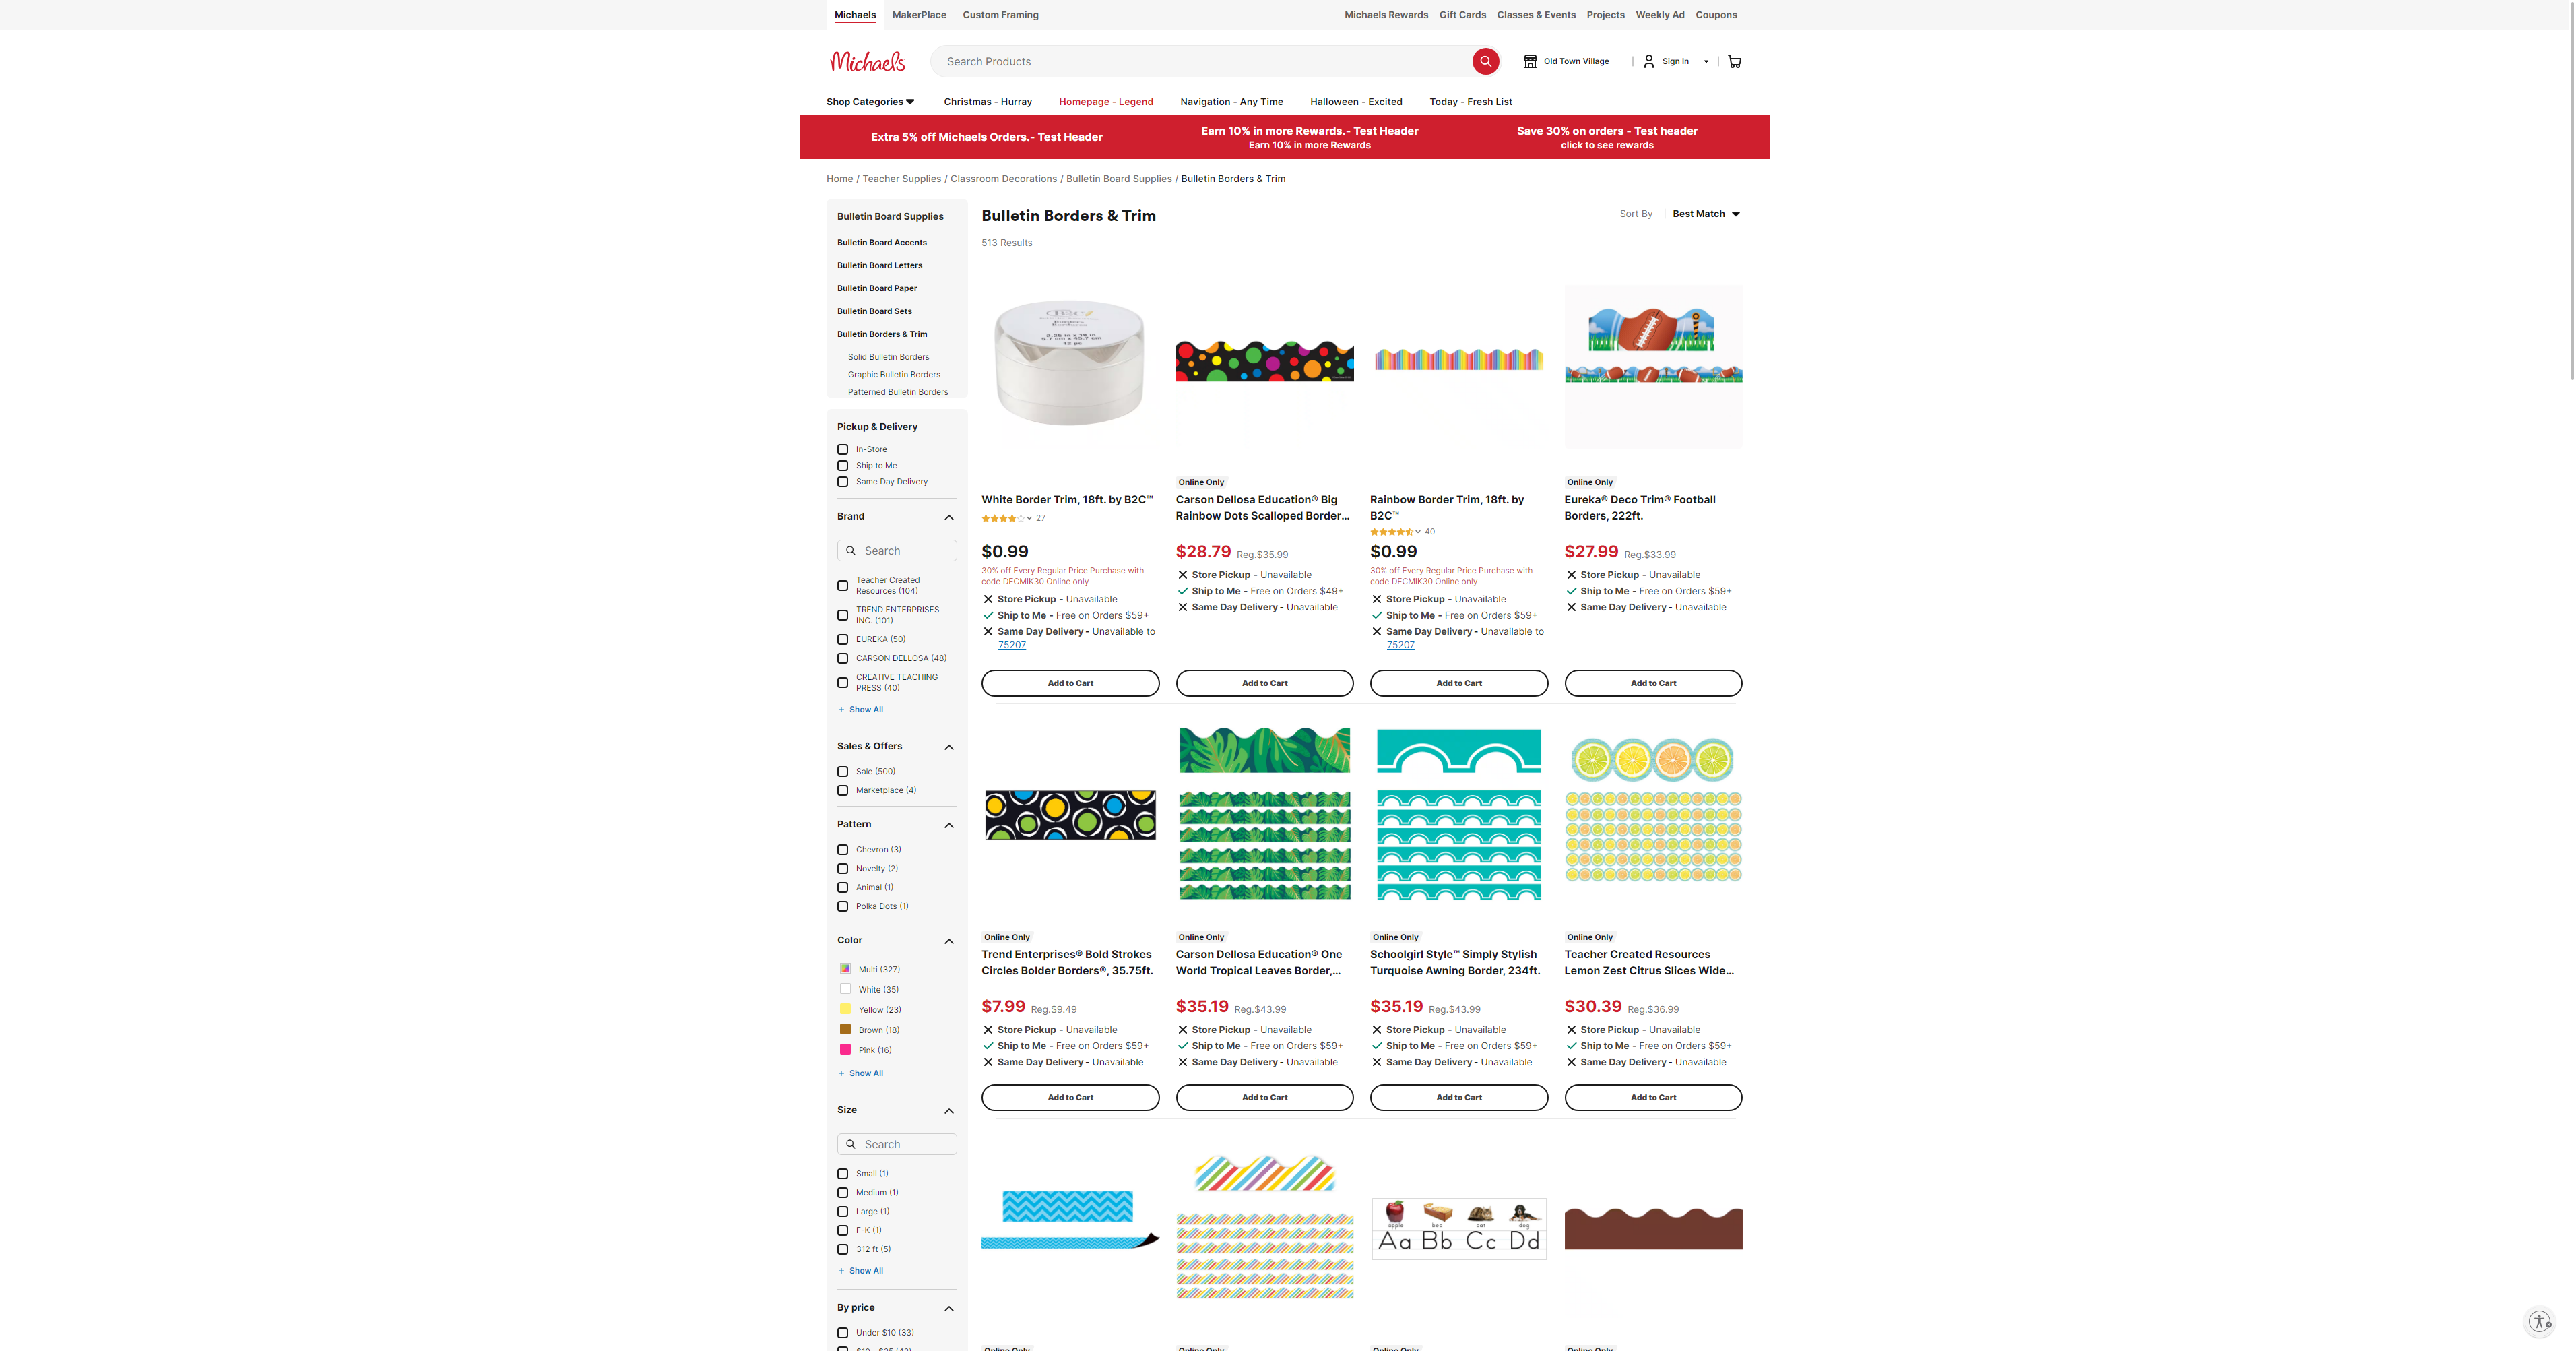 Michaels
MakerPlace
Custom Framing
Michaels Rewards
Gift Cards
Classes & Events
Projects
Weekly Ad
Coupons
Michaels
Search Products
Old Town Village
Sign In
Shop Categories
Christmas - Hurray
Homepage - Legend
Navigation - Any Time
Halloween - Excited
Today - Fresh List
Extra 5% off Michaels Orders.- Test Header
Earn 10% in more Rewards.- Test Header
Earn 10% in more Rewards
Save 30% on orders - Test header
click to see rewards
Home / Teacher Supplies / Classroom Decorations / Bulletin Board Supplies / Bulletin Borders & Trim
Bulletin Board Supplies
Bulletin Board Accents
Bulletin Board Letters
Bulletin Board Paper
Bulletin Board Sets
Bulletin Borders & Trim
Solid Bulletin Borders
Graphic Bulletin Borders
Patterned Bulletin Borders
Pickup & Delivery
In-Store
Ship to Me
Same Day Delivery
Brand
Search
Teacher Created
Resources (104)
TREND ENTERPRISES
INC. (101)
EUREKA (50)
CARSON DELLOSA (48)
CREATIVE TEACHING
PRESS (40)
+ Show All
Sales & Offers
Sale (500)
Marketplace (4)
Pattern
Chevron (3)
Novelty (2)
Animal (1)
Polka Dots (1)
Color
Multi (327)
White (35)
Yellow (23)
Brown (18)
Pink (16)
+ Show All
Size
Search
Small (1)
Medium (1)
Large (1)
F-K (1)
312 ft (5)
+ Show All
By price
Under $10 (33)
Bulletin Borders & Trim
513 Results
Sort By
Best Match
White Border Trim, 18ft. by B2C™
27
$0.99
30% off Every Regular Price Purchase with
code DECMIK30 Online only
Store Pickup - Unavailable
Ship to Me - Free on Orders $59+
Same Day Delivery - Unavailable to
75207
Add to Cart
Online Only
Carson Dellosa Education® Big
Rainbow Dots Scalloped Border...
$28.79 Reg.$35.99
Store Pickup - Unavailable
Ship to Me - Free on Orders $49+
Same Day Delivery - Unavailable
Add to Cart
Rainbow Border Trim, 18ft. by
B2C™
40
$0.99
30% off Every Regular Price Purchase with
code DECMIK30 Online only
Store Pickup - Unavailable
Ship to Me - Free on Orders $59+
Same Day Delivery - Unavailable to
75207
Add to Cart
Online Only
Eureka® Deco Trim® Football
Borders, 222ft.
$27.99 Reg.$33.99
Store Pickup - Unavailable
Ship to Me - Free on Orders $59+
Same Day Delivery - Unavailable
Add to Cart
Online Only
Trend Enterprises® Bold Strokes
Circles Bolder Borders®, 35.75ft.
$7.99 Reg.$9.49
Store Pickup - Unavailable
Ship to Me - Free on Orders $59+
Same Day Delivery - Unavailable
Add to Cart
Online Only
Carson Dellosa Education® One
World Tropical Leaves Border,...
$35.19 Reg.$43.99
Store Pickup - Unavailable
Ship to Me - Free on Orders $59+
Same Day Delivery - Unavailable
Add to Cart
Online Only
Schoolgirl Style™ Simply Stylish
Turquoise Awning Border, 234ft.
$35.19 Reg.$43.99
Store Pickup - Unavailable
Ship to Me - Free on Orders $59+
Same Day Delivery - Unavailable
Add to Cart
Online Only
Teacher Created Resources
Lemon Zest Citrus Slices Wide...
$30.39 Reg.$36.99
Store Pickup - Unavailable
Ship to Me - Free on Orders $59+
Same Day Delivery - Unavailable
Add to Cart
apple bed cat dog
Aa Bb Cc Dd
Online Only
Online Only
Online Only
Online Only